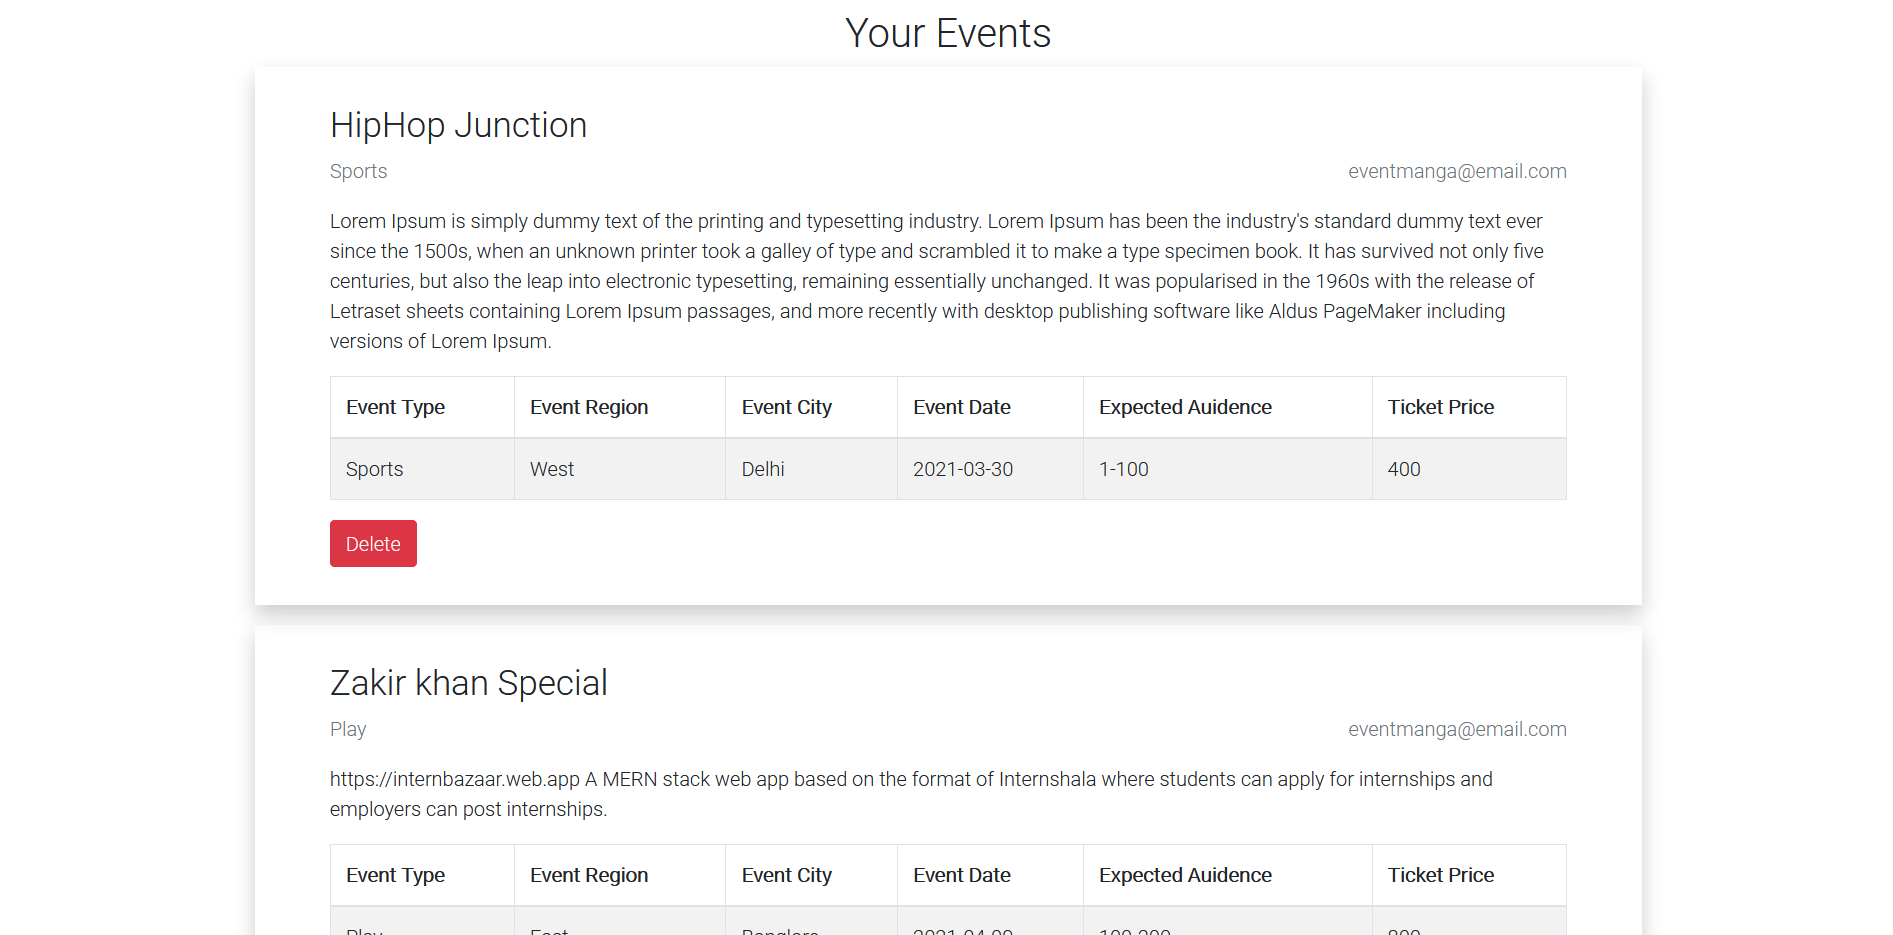 Your Events
HipHop Junction
Sports eventmanga@email.com
Lorem Ipsum is simply dummy text of the printing and typesetting industry. Lorem Ipsum has been the industry's standard dummy text ever
since the 1500s, when an unknown printer took a galley of type and scrambled it to make a type specimen book. It has survived not only five
centuries, but also the leap into electronic typesetting, remaining essentially unchanged. It was popularised in the 1960s with the release of
Letraset sheets containing Lorem Ipsum passages, and more recently with desktop publishing software like Aldus PageMaker including
versions of Lorem Ipsum.
Event Type Event Region Event City Event Date Expected Auidence Ticket Price
Sports West Delhi 2021-03-30 1-100 400
Delete
Zakir khan Special
Play eventmanga@email.com
https://internbazaar.web.app A MERN stack web app based on the format of Internshala where students can apply for internships and
employers can post internships.
Event Type Event Region Event City Event Date Expected Auidence Ticket Price
Play East